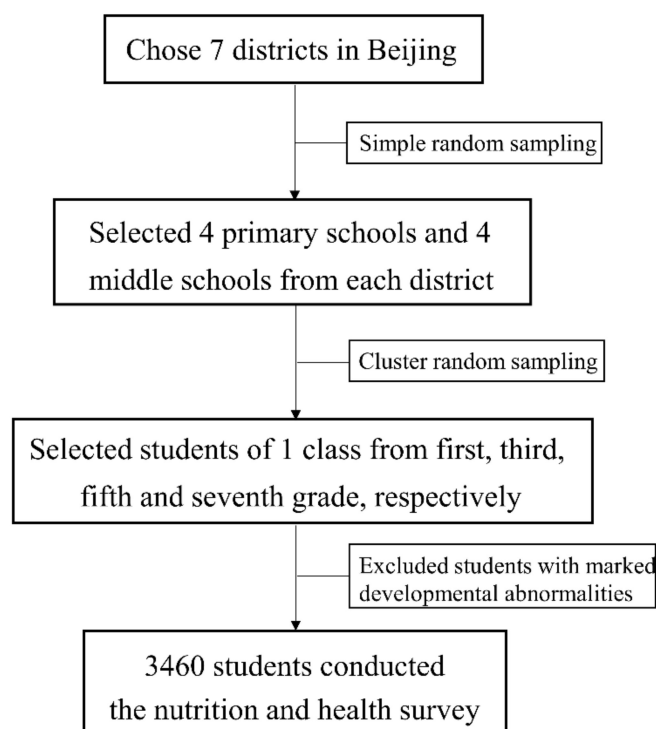 Chose 7 districts in Beijing
Simple random sampling
Selected 4 primary schools and 4
middle schools from each district
Cluster random sampling
Selected students of 1 class from first, third,
fifth and seventh grade, respectively
Excluded students with marked
developmental abnormalities
3460 students conducted
the nutrition and health survey